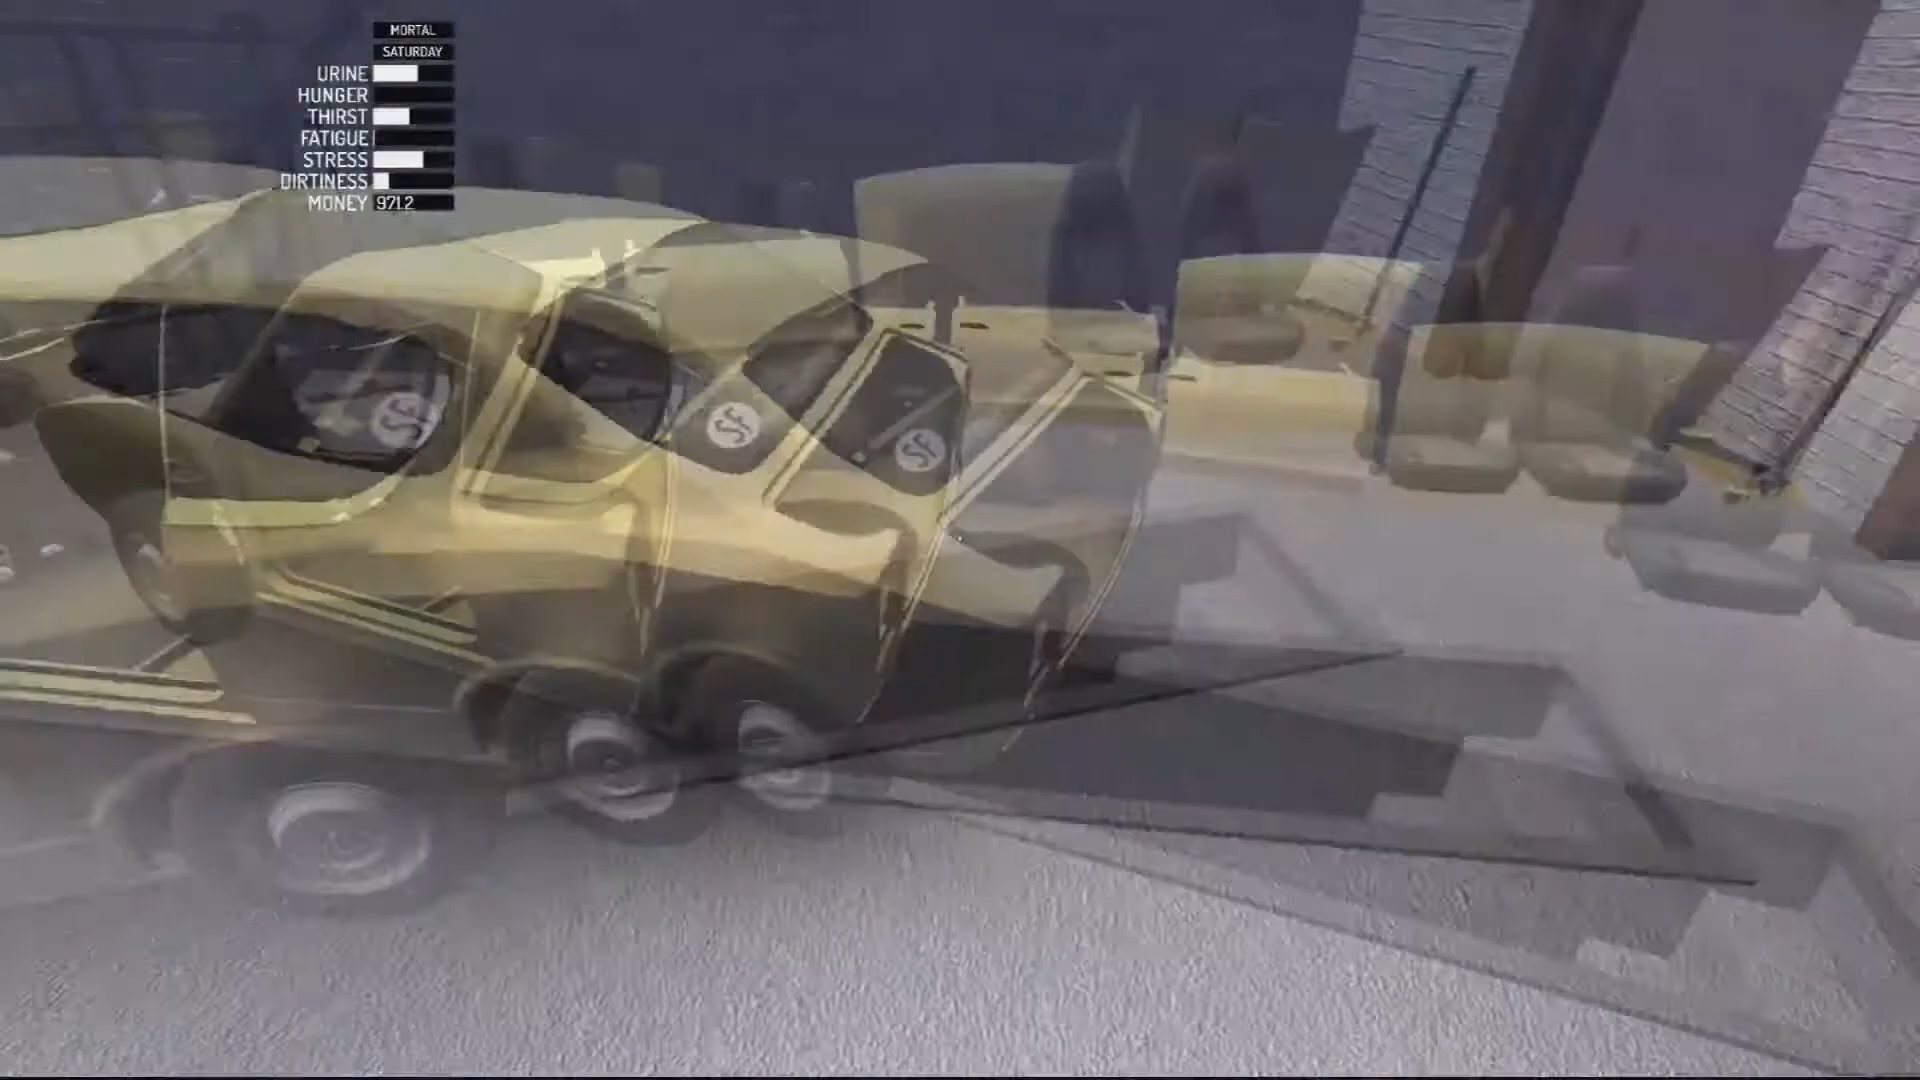 MORTAL
SATURDAY
URINE
HUNGER
THIRST
FATIGUE
STRESS
DIRTINESS
MONEY 971.2
SF
SF
SF